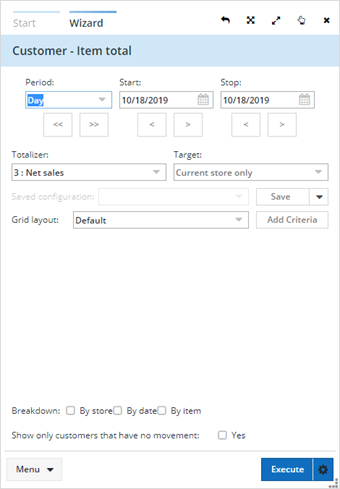 Start Wizard
Customer - Item total
Period: Start: Stop:
Day 10/18/2019 10/18/2019
<< >> < > < >
Totalizer: Target:
3 : Net sales Current store only
Saved configuration: Save
Grid layout: Default Add Criteria
Breakdown: By store By date By item
Show only customers that have no movement: Yes
Menu Execute